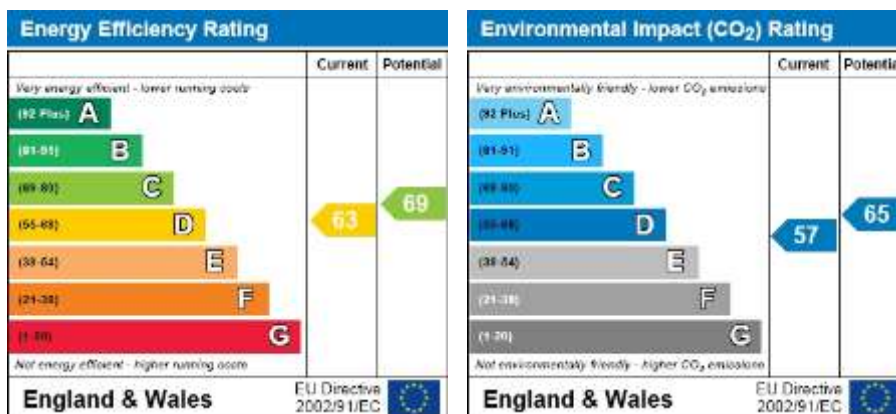 Energy Efficiency Rating
Current Potential
Very energy efficient - lower running costs
(92 Plus) A
(81-91) B
(69-80) C
(55-68) D
(39-54) E
(21-38) F
(1-20) G
63
69
Not energy efficient - higher running costs
England & Wales
EU Directive
2002/91/EC
Environmental Impact (CO₂) Rating
Current Potentia
Very environmentally friendly - lower CO₂ emissions
(92 Plus) A
(81-91) B
(69-80) C
(55-68) D
(39-54) E
(21-38) F
(1-20) G
57
65
Not environmentally friendly - higher CO₂ emissions
England & Wales
EU Directive
2002/91/EC